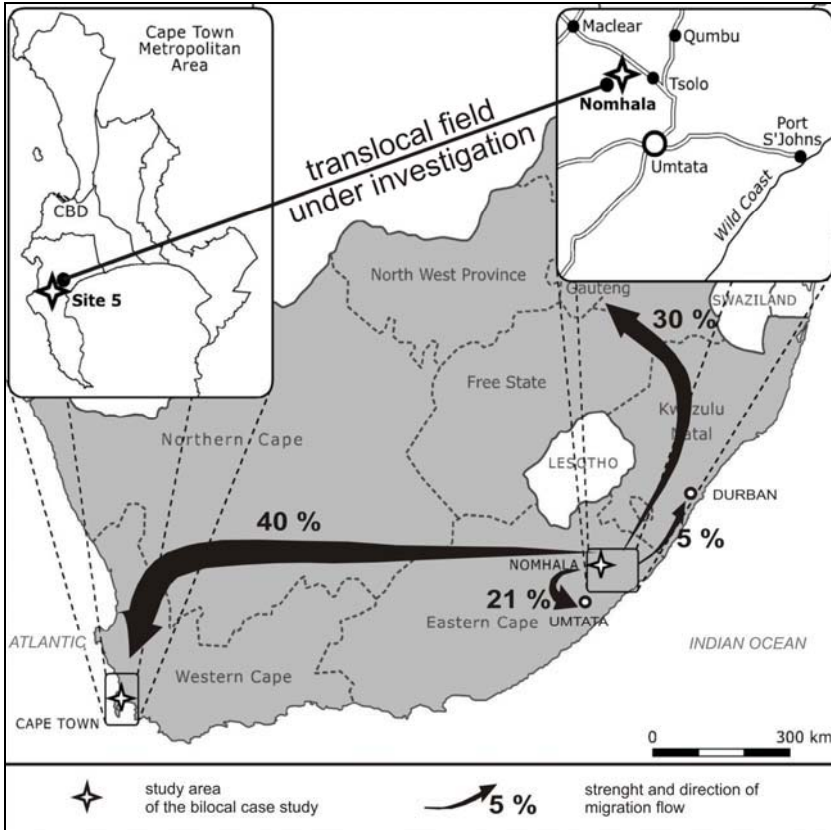 Cape Town
Metropolitan
Area
CBD
Site 5
translocal field
under investigation
Maclear
Qumbu
Tsolo
Nomhala
Umtata
Port
S'Johns
Wild Coast
North West Province
Gauteng
SWAZILAND
30 %
Free State
Kwazulu
Natal
Northern Cape
LESOTHO
DURBAN
40 %
5 %
NOMHALA
21 %
UMTATA
Eastern Cape
ATLANTIC
INDIAN OCEAN
Western Cape
CAPE TOWN
0 300 km
study area
of the bilocal case study
5 %
strenght and direction of
migration flow